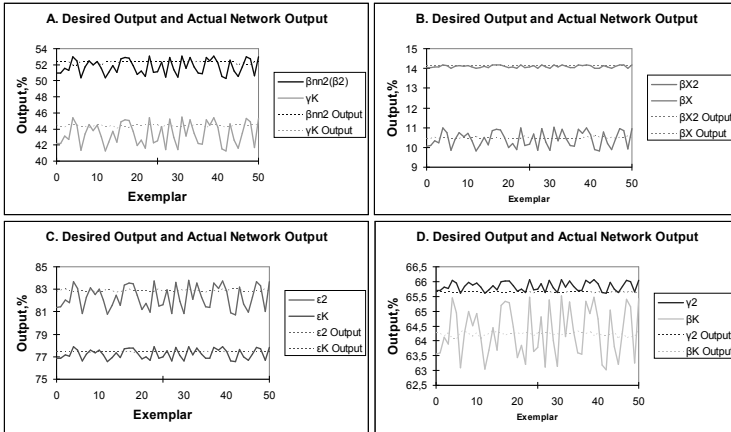 A. Desired Output and Actual Network Output
Output,%
54
52
50
48
46
44
42
40
0 10 20 30 40 50
Exemplar
βnn2(β2)
γK
βnn2 Output
γK Output
B. Desired Output and Actual Network Output
Output,%
15
14
13
12
11
10
9
0 10 20 30 40 50
Exemplar
βX2
βX
βX2 Output
βX Output
C. Desired Output and Actual Network Output
Output,%
85
83
81
79
77
75
0 10 20 30 40 50
Exemplar
ε2
εK
ε2 Output
εK Output
D. Desired Output and Actual Network Output
Output,%
66,5
66
65,5
65
64,5
64
63,5
63
62,5
0 10 20 30 40 50
Exemplar
γ2
βK
γ2 Output
βK Output